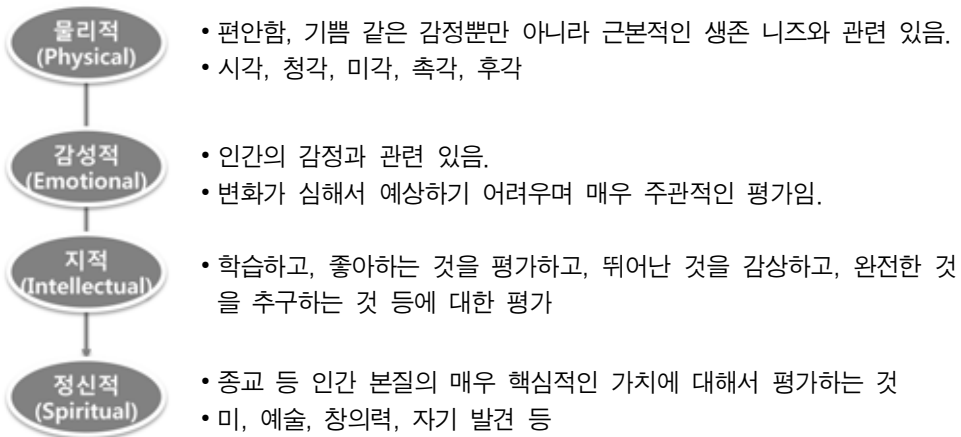 물리적
(Physical)
• 편안함, 기쁨 같은 감정뿐만 아니라 근본적인 생존 니즈와 관련 있음.
• 시각, 청각, 미각, 촉각, 후각
감성적
(Emotional)
• 인간의 감정과 관련 있음.
• 변화가 심해서 예상하기 어려우며 매우 주관적인 평가임.
지적
(Intellectual)
• 학습하고, 좋아하는 것을 평가하고, 뛰어난 것을 감상하고, 완전한 것
을 추구하는 것 등에 대한 평가
정신적
(Spiritual)
• 종교 등 인간 본질의 매우 핵심적인 가치에 대해서 평가하는 것
• 미, 예술, 창의력, 자기 발견 등